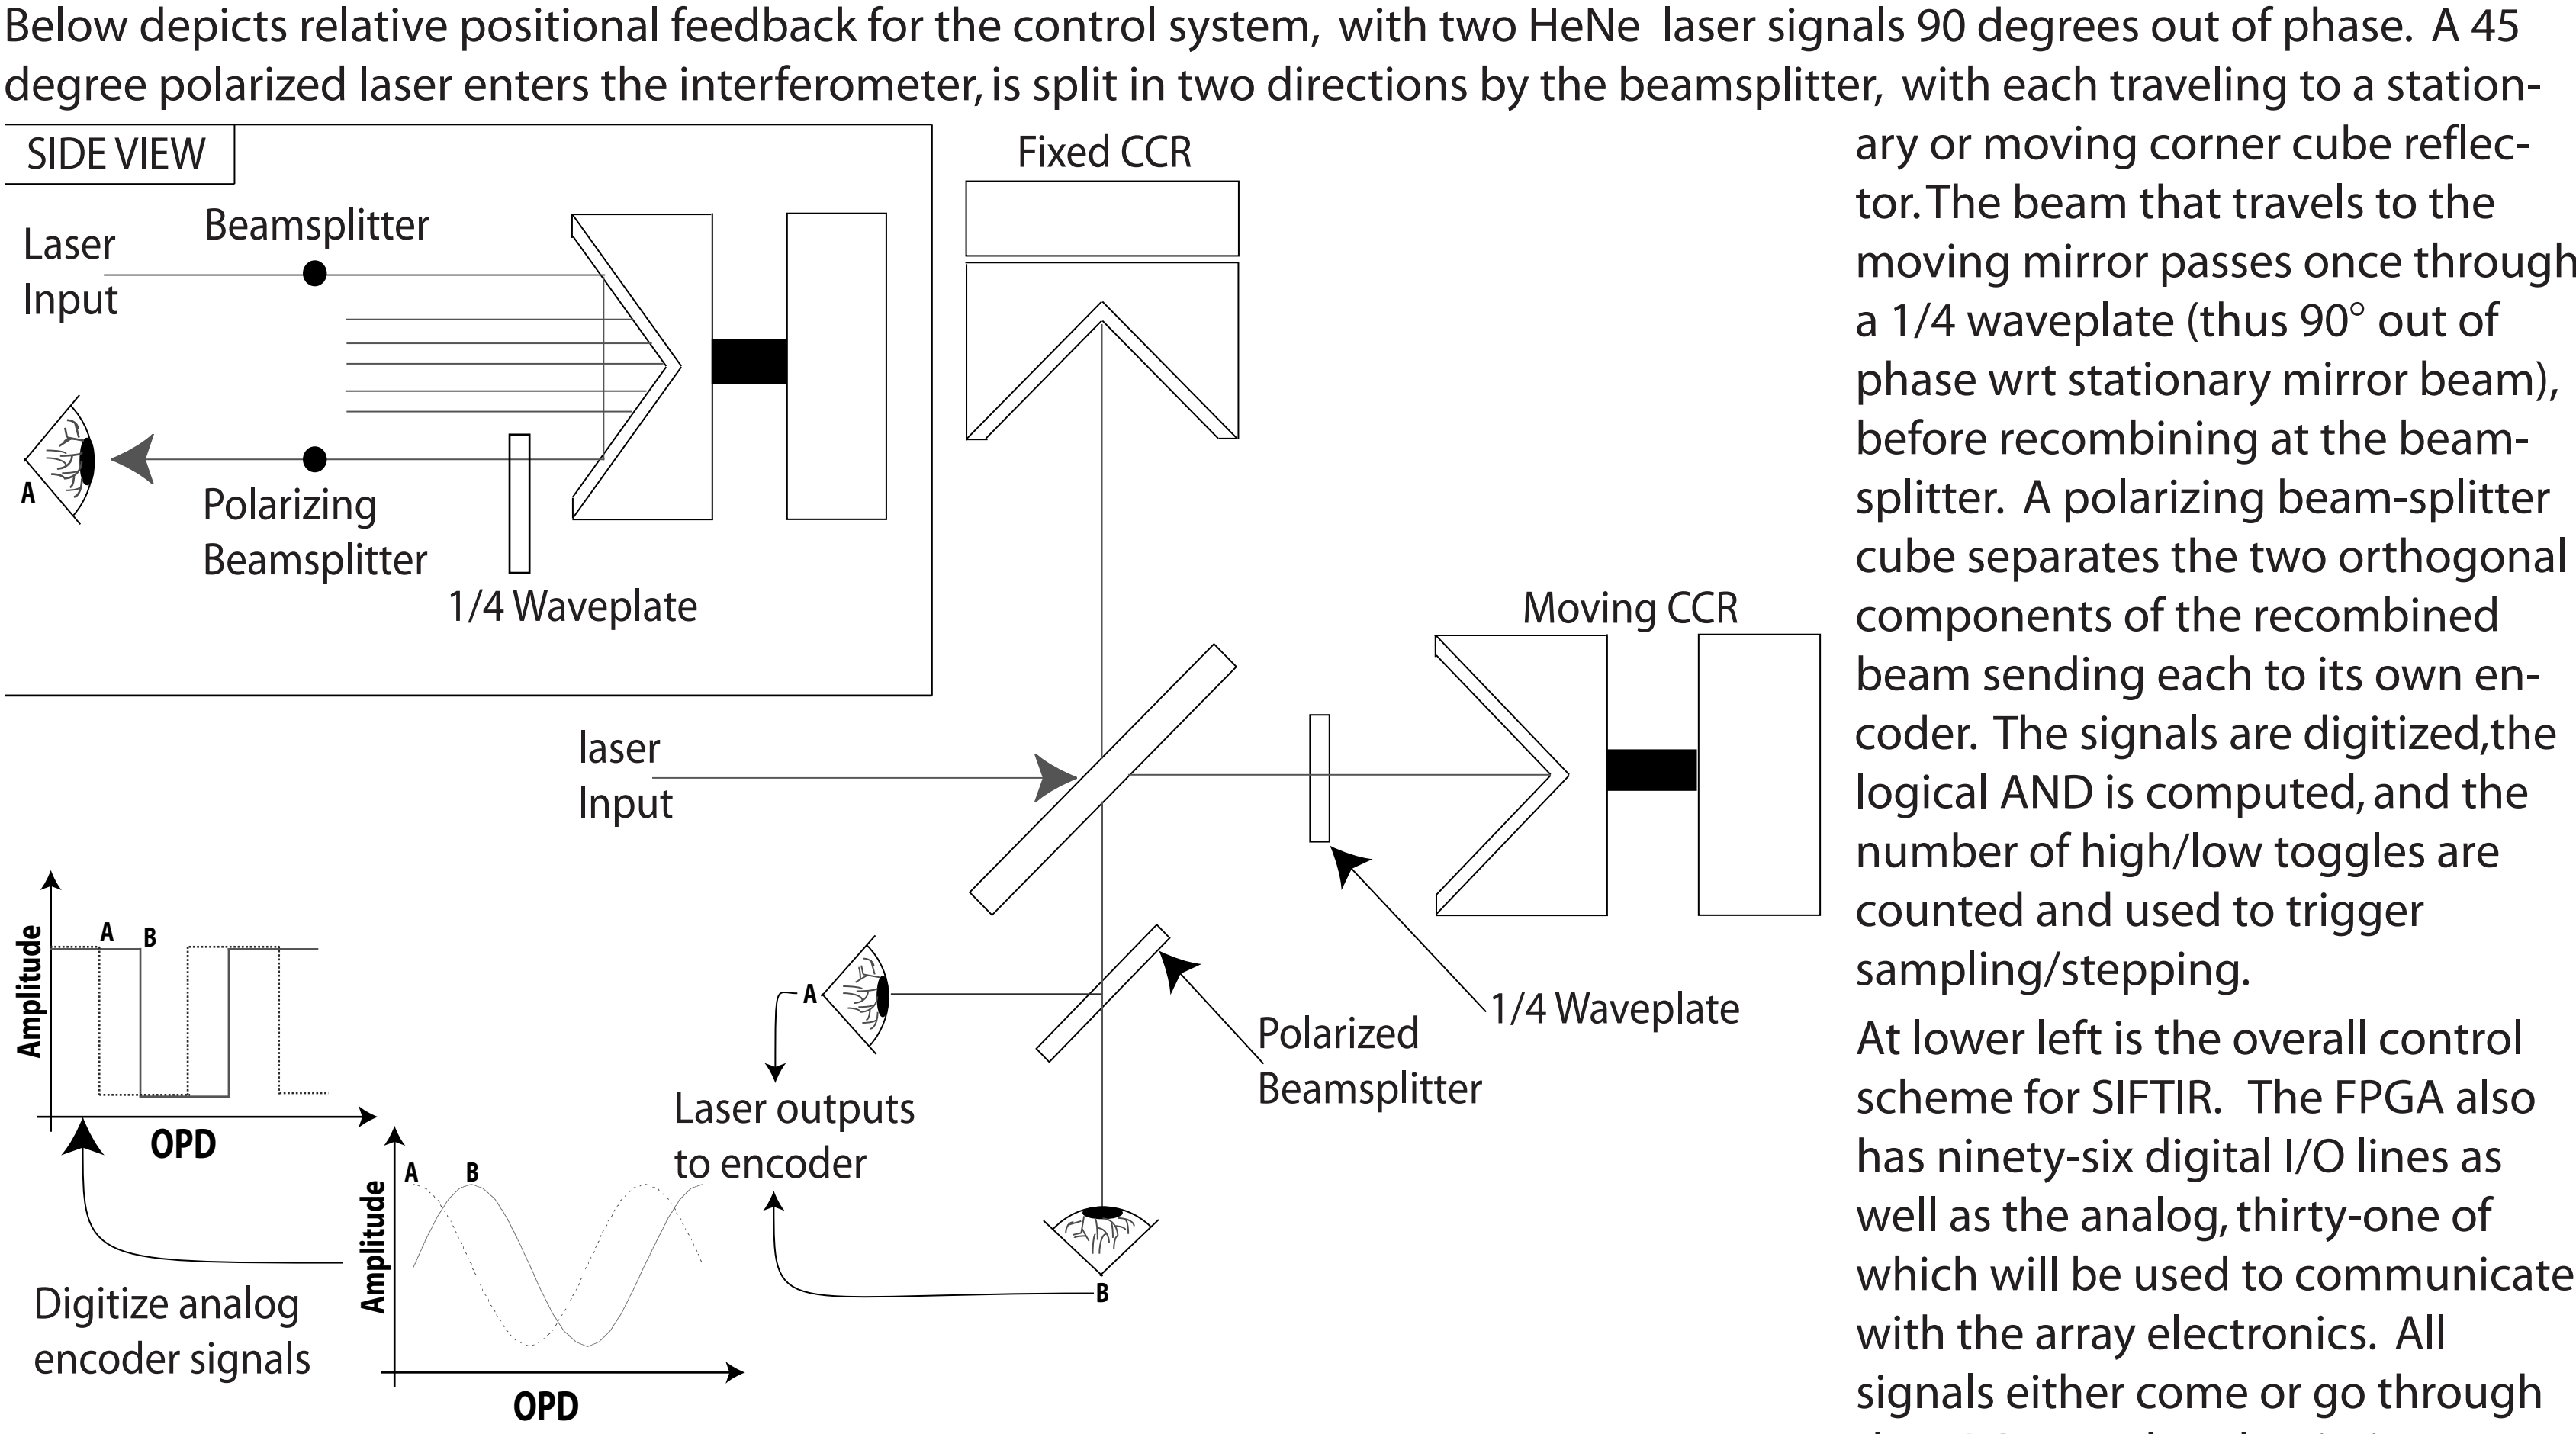 Below depicts relative positional feedback for the control system, with two HeNe laser signals 90 degrees out of phase. A 45
degree polarized laser enters the interferometer, is split in two directions by the beamsplitter, with each traveling to a station-
ary or moving corner cube reflec-
tor. The beam that travels to the
moving mirror passes once through
a 1/4 waveplate (thus 90° out of
phase wrt stationary mirror beam),
before recombining at the beam-
splitter. A polarizing beam-splitter
cube separates the two orthogonal
components of the recombined
beam sending each to its own en-
coder. The signals are digitized,the
logical AND is computed, and the
number of high/low toggles are
counted and used to trigger
sampling/stepping.
At lower left is the overall control
scheme for SIFTIR. The FPGA also
has ninety-six digital I/O lines as
well as the analog, thirty-one of
which will be used to communicate
with the array electronics. All
signals either come or go through
SIDE VIEW
Laser
Input
Beamsplitter
A
Polarizing
Beamsplitter
1/4 Waveplate
Fixed CCR
Moving CCR
laser
Input
1/4 Waveplate
Polarized
Beamsplitter
A
Laser outputs
to encoder
B
Amplitude
A
B
OPD
Amplitude
A
B
OPD
Digitize analog
encoder signals